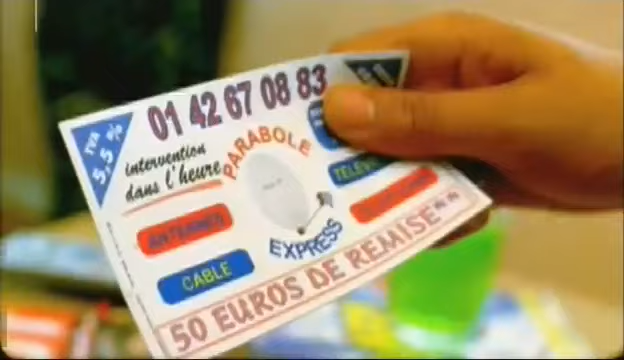 01 42 67 08 83
TVA
5,5 %
intervention
dans l'heure
PARABOLE
EXPRESS
ANTENNES
CABLE
50 EUROS DE REMISE